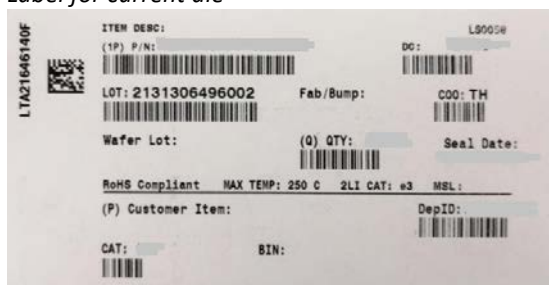 Label for current die
ITEM DESC:
(1P) P/N:
DC:
LTA21646140F
LOT: 2131306496002 Fab/Bump: COO: TH
Wafer Lot: (Q) QTY: Seal Date:
RoHS Compliant MAX TEMP: 250 C 2LI CAT: e3 MSL:
(P) Customer Item: DepID:
CAT: BIN: